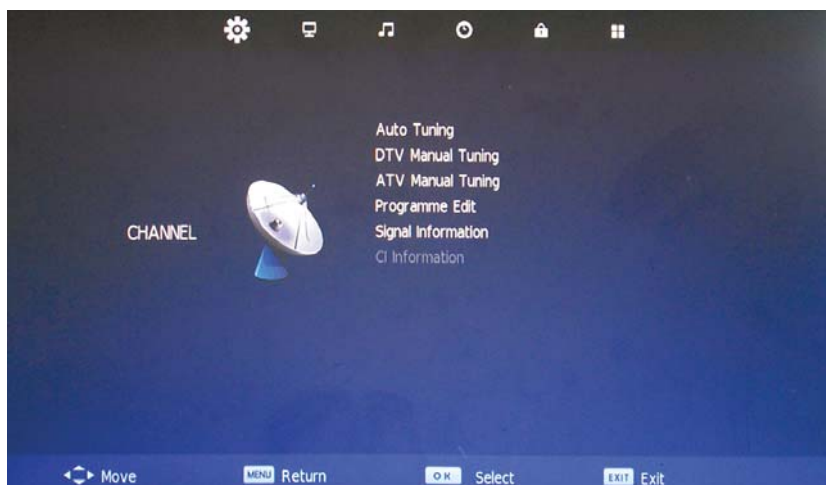 Auto Tuning
DTV Manual Tuning
ATV Manual Tuning
Programme Edit
CHANNEL
Signal Information
CI Information
Move
MENU Return
OK Select
EXIT Exit